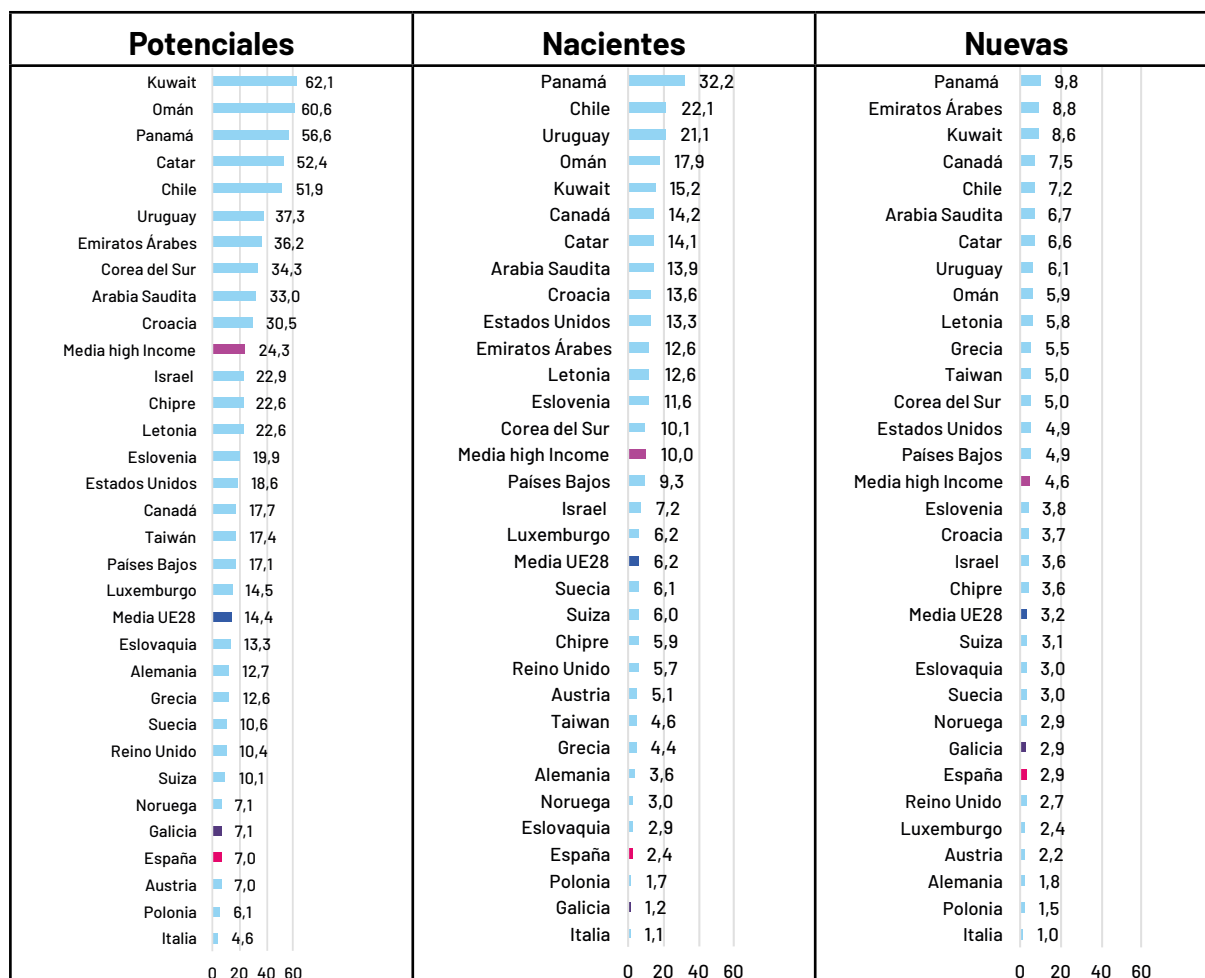 Potenciales
Kuwait 62,1
Omán 60,6
Panamá 56,6
Catar 52,4
Chile 51,9
Uruguay 37,3
Emiratos Árabes 36,2
Corea del Sur 34,3
Arabia Saudita 33,0
Croacia 30,5
Media high Income 24,3
Israel 22,9
Chipre 22,6
Letonia 22,6
Eslovenia 19,9
Estados Unidos 18,6
Canadá 17,7
Taiwán 17,4
Países Bajos 17,1
Luxemburgo 14,5
Media UE28 14,4
Eslovaquia 13,3
Alemania 12,7
Grecia 12,6
Suecia 10,6
Reino Unido 10,4
Suiza 10,1
Noruega 7,1
Galicia 7,1
España 7,0
Austria 7,0
Polonia 6,1
Italia 4,6
0 20 40 60
Nacientes
Panamá 32,2
Chile 22,1
Uruguay 21,1
Omán 17,9
Kuwait 15,2
Canadá 14,2
Catar 14,1
Arabia Saudita 13,9
Croacia 13,6
Estados Unidos 13,3
Emiratos Árabes 12,6
Letonia 12,6
Eslovenia 11,6
Corea del Sur 10,1
Media high Income 10,0
Países Bajos 9,3
Israel 7,2
Luxemburgo 6,2
Media UE28 6,2
Suecia 6,1
Suiza 6,0
Chipre 5,9
Reino Unido 5,7
Austria 5,1
Taiwan 4,6
Grecia 4,4
Alemania 3,6
Noruega 3,0
Eslovaquia 2,9
España 2,4
Polonia 1,7
Galicia 1,2
Italia 1,1
0 20 40 60
Nuevas
Panamá 9,8
Emiratos Árabes 8,8
Kuwait 8,6
Canadá 7,5
Chile 7,2
Arabia Saudita 6,7
Catar 6,6
Uruguay 6,1
Omán 5,9
Letonia 5,8
Grecia 5,5
Taiwan 5,0
Corea del Sur 5,0
Estados Unidos 4,9
Países Bajos 4,9
Media high Income 4,6
Eslovenia 3,8
Croacia 3,7
Israel 3,6
Chipre 3,6
Media UE28 3,2
Suiza 3,1
Eslovaquia 3,0
Suecia 3,0
Noruega 2,9
Galicia 2,9
España 2,9
Reino Unido 2,7
Luxemburgo 2,4
Austria 2,2
Alemania 1,8
Polonia 1,5
Italia 1,0
0 20 40 60